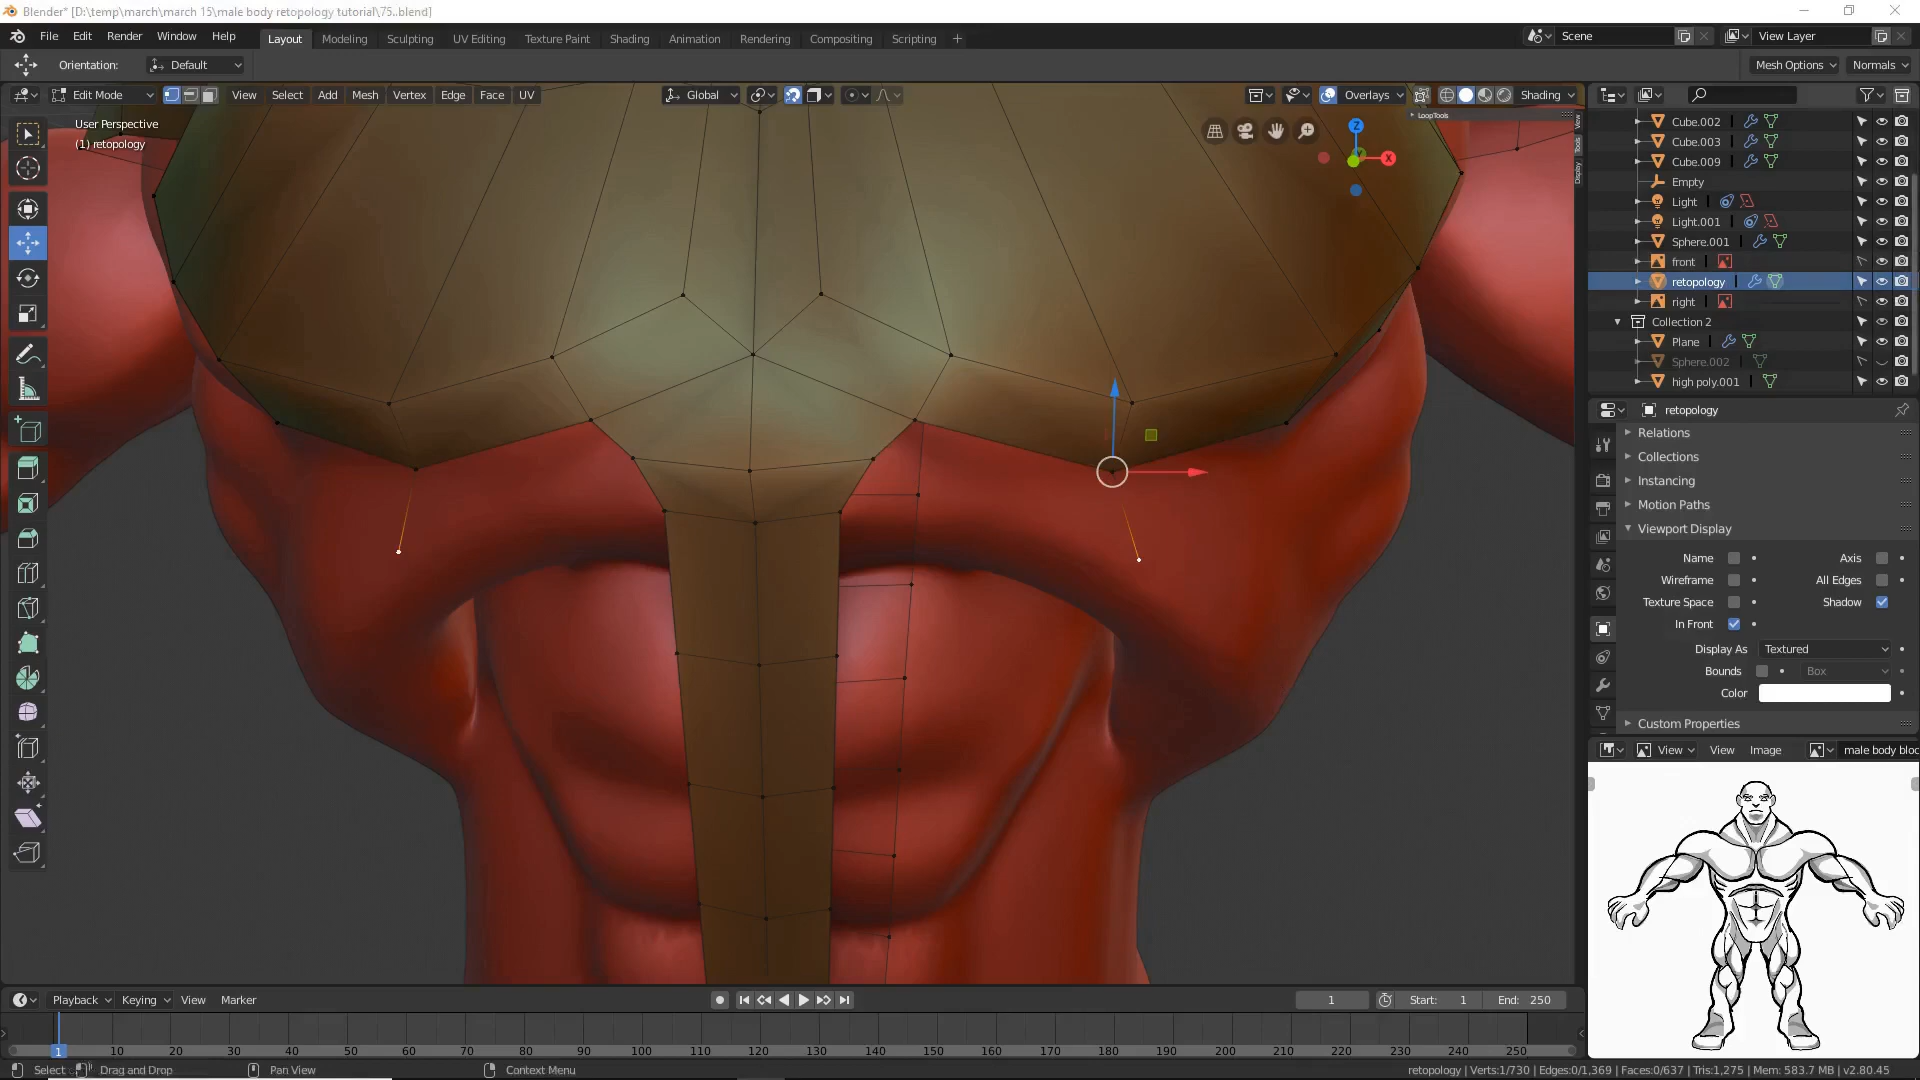 Blender* [D:\temp\march\march 15\male body retopology tutorial\75..blend]
File Edit Render Window Help Layout Modeling Sculpting UV Editing Texture Paint Shading Animation Rendering Compositing Scripting + Scene View Layer
Orientation: Default Mesh Options Normals
Edit Mode View Select Add Mesh Vertex Edge Face UV Global Overlays Shading
User Perspective
(1) retopology
LoopTools
View
Tools
Display
Z
X
Cube.002
Cube.003
Cube.009
Empty
Light
Light.001
Sphere.001
front
retopology
right
Collection 2
Plane
Sphere.002
high poly.001
retopology
Relations
Collections
Instancing
Motion Paths
Viewport Display
Name Axis
Wireframe All Edges
Texture Space Shadow
In Front
Display As Textured
Bounds Box
Color
Custom Properties
View View Image male body bloc
Playback Keying View Marker 1 Start: 1 End: 250
1 10 20 30 40 50 60 70 80 90 100 110 120 130 140 150 160 170 180 190 200 210 220 230 240 250
Select Drag and Drop Pan View Context Menu retopology | Verts:1/730 | Edges:0/1,369 | Faces:0/637 | Tris:1,275 | Mem: 583.7 MB | v2.80.45